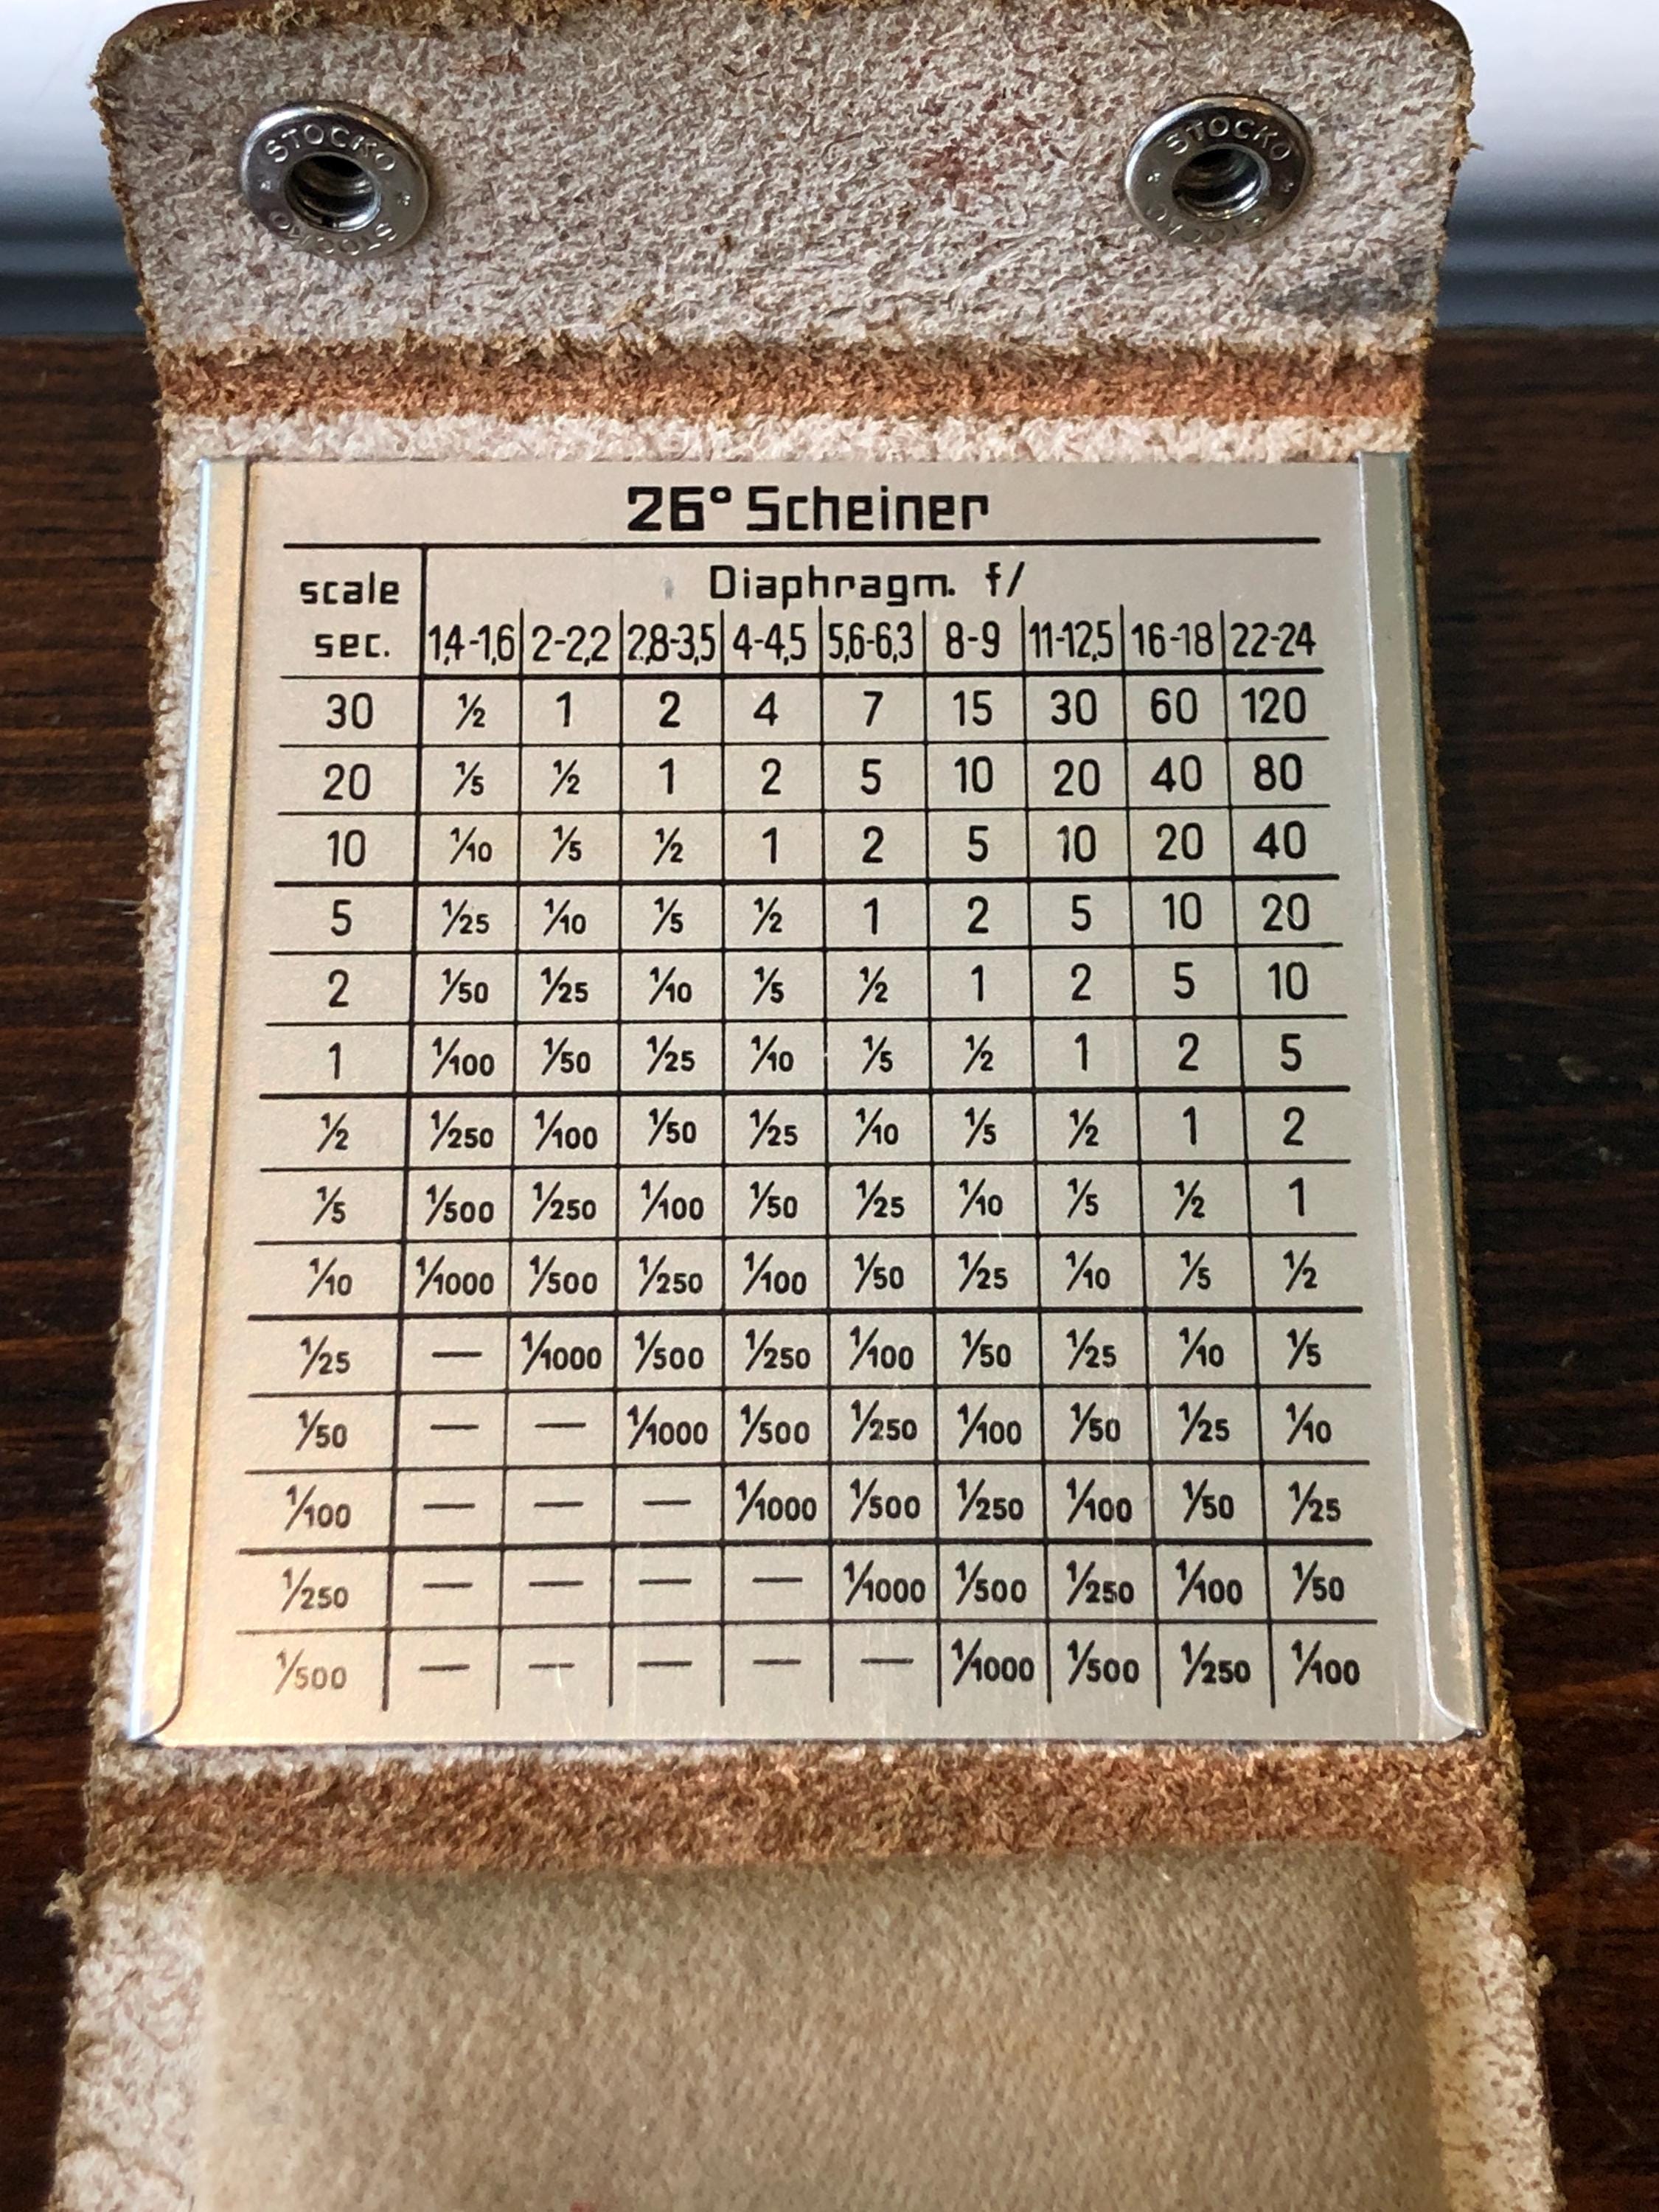 STOCKO STOCKO
STOCKO STOCKO
26° Scheiner
scale Diaphragm. f/
sec. 1,4-1,6 2-2,2 2,8-3,5 4-4,5 5,6-6,3 8-9 11-12,5 16-18 22-24
30 ½ 1 2 4 7 15 30 60 120
20 1/5 ½ 1 2 5 10 20 40 80
10 1/10 1/5 ½ 1 2 5 10 20 40
5 1/25 1/10 1/5 ½ 1 2 5 10 20
2 1/50 1/25 1/10 1/5 ½ 1 2 5 10
1 1/100 1/50 1/25 1/10 1/5 ½ 1 2 5
½ 1/250 1/100 1/50 1/25 1/10 1/5 ½ 1 2
1/5 1/500 1/250 1/100 1/50 1/25 1/10 1/5 ½ 1
1/10 1/1000 1/500 1/250 1/100 1/50 1/25 1/10 1/5 ½
1/25 — 1/1000 1/500 1/250 1/100 1/50 1/25 1/10 1/5
1/50 — — 1/1000 1/500 1/250 1/100 1/50 1/25 1/10
1/100 — — — 1/1000 1/500 1/250 1/100 1/50 1/25
1/250 — — — — 1/1000 1/500 1/250 1/100 1/50
1/500 — — — — — 1/1000 1/500 1/250 1/100